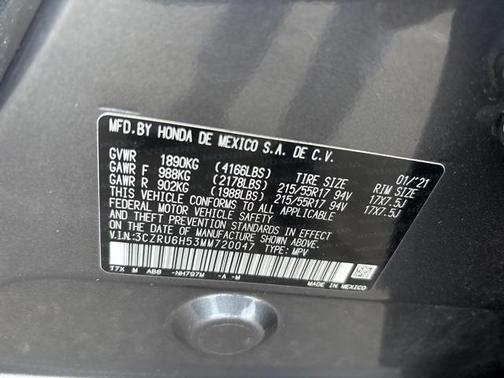 MFD.BY HONDA DE MEXICO S.A. DE C.V.
GVWR 1890KG (4166LBS) TIRE SIZE 01/'21 RIM SIZE
GAWR F 988KG (2178LBS) 215/55R17 94V 17X7.5J
GAWR R 902KG (1988LBS) 215/55R17 94V 17X7.5J
THIS VEHICLE CONFORMS TO ALL APPLICABLE
FEDERAL MOTOR VEHICLE SAFETY AND THEFT
PREVENTION STANDARDS IN EFFECT ON THE
DATE OF MANUFACTURE SHOWN ABOVE.
V.I.N.:3CZRU6H53MM720047 TYPE: MPV
T7X M ABB -NH797M -A -M
MADE IN MEXICO